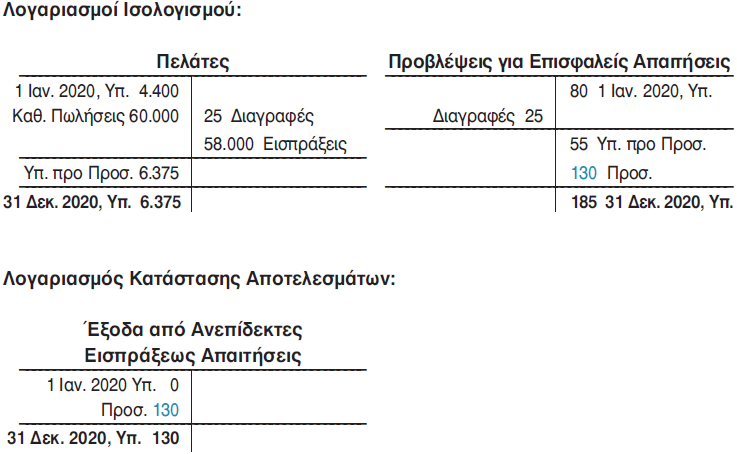 Λογαριασμοί Ισολογισμού:
Πελάτες
1 Ιαν. 2020, Υπ. 4.400
Καθ. Πωλήσεις 60.000
25 Διαγραφές
58.000 Εισπράξεις
Υπ. προ Προσ. 6.375
31 Δεκ. 2020, Υπ. 6.375
Προβλέψεις για Επισφαλείς Απαιτήσεις
80 1 Ιαν. 2020, Υπ.
Διαγραφές 25
55 Υπ. προ Προσ.
130 Προσ.
185 31 Δεκ. 2020, Υπ.
Λογαριασμός Κατάστασης Αποτελεσμάτων:
Έξοδα από Ανεπίδεκτες
Εισπράξεως Απαιτήσεις
1 Ιαν. 2020 Υπ. 0
Προσ. 130
31 Δεκ. 2020, Υπ. 130